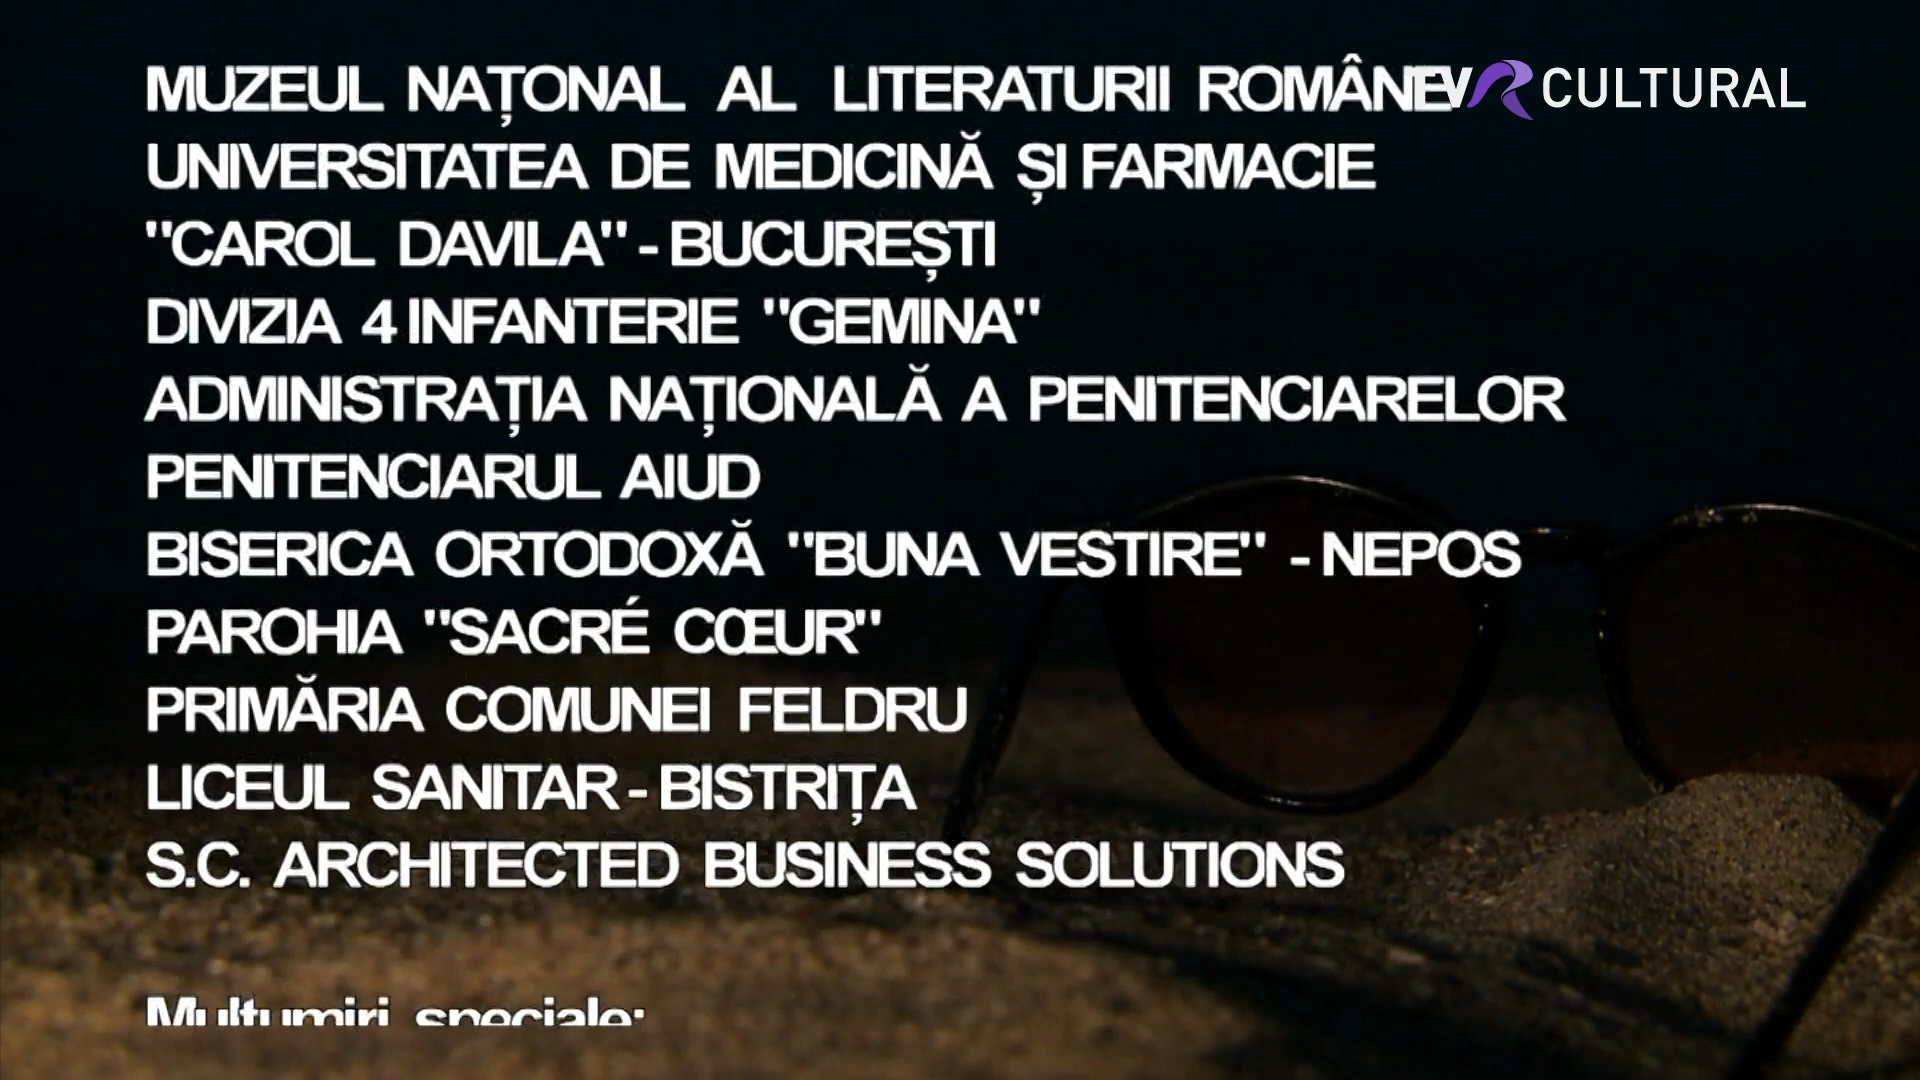 MUZEUL NAȚONAL AL LITERATURII ROMÂNE
TVR CULTURAL
UNIVERSITATEA DE MEDICINĂ ȘI FARMACIE
"CAROL DAVILA" - BUCUREȘTI
DIVIZIA 4 INFANTERIE "GEMINA"
ADMINISTRAȚIA NAȚIONALĂ A PENITENCIARELOR
PENITENCIARUL AIUD
BISERICA ORTODOXĂ "BUNA VESTIRE" - NEPOS
PAROHIA "SACRÉ CŒUR"
PRIMĂRIA COMUNEI FELDRU
LICEUL SANITAR - BISTRIȚA
S.C. ARCHITECTED BUSINESS SOLUTIONS
Mulțumiri speciale: